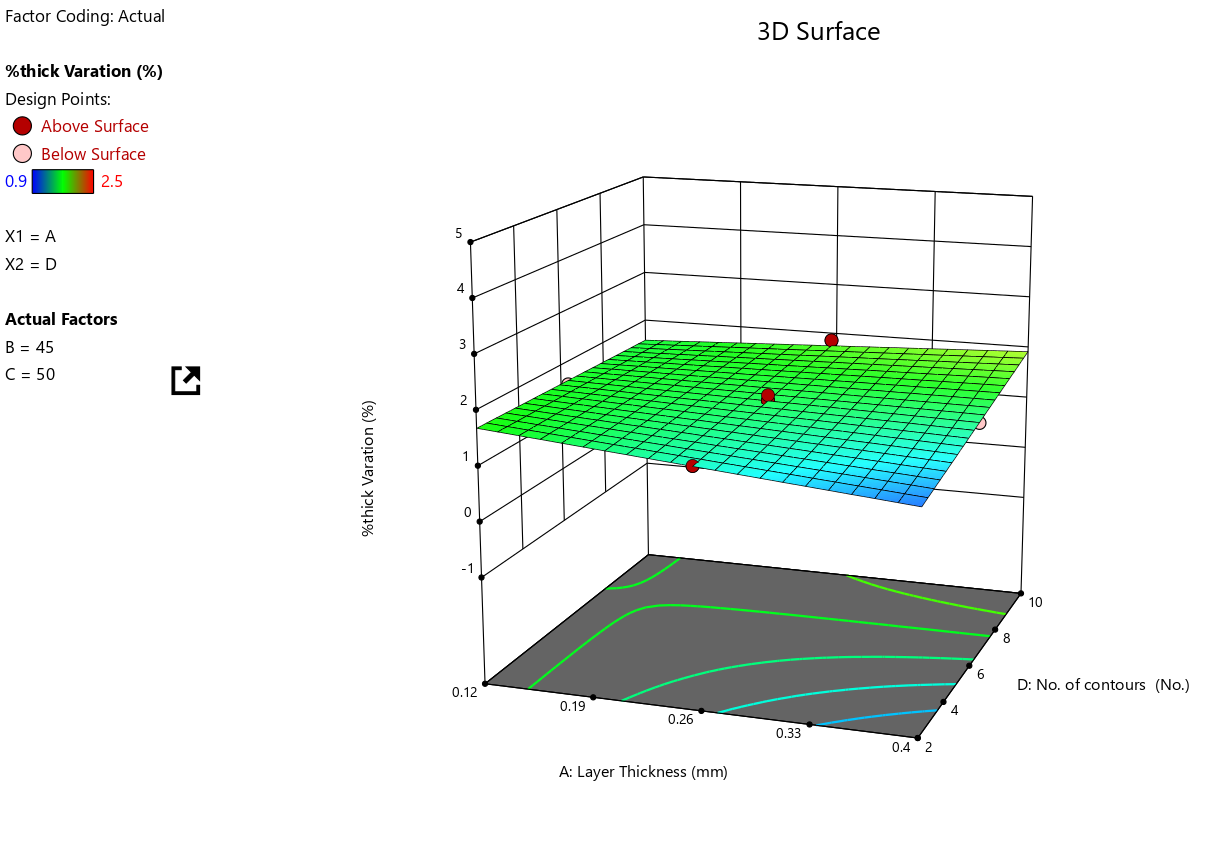 Factor Coding: Actual
3D Surface
%thick Varation (%)
Design Points:
Above Surface
Below Surface
0.9 2.5
X1 = A
X2 = D
Actual Factors
B = 45
C = 50
5
4
3
2
1
0
-1
%thick Varation (%)
0.12
0.19
0.26
0.33
0.4
2
4
6
8
10
A: Layer Thickness (mm)
D: No. of contours (No.)